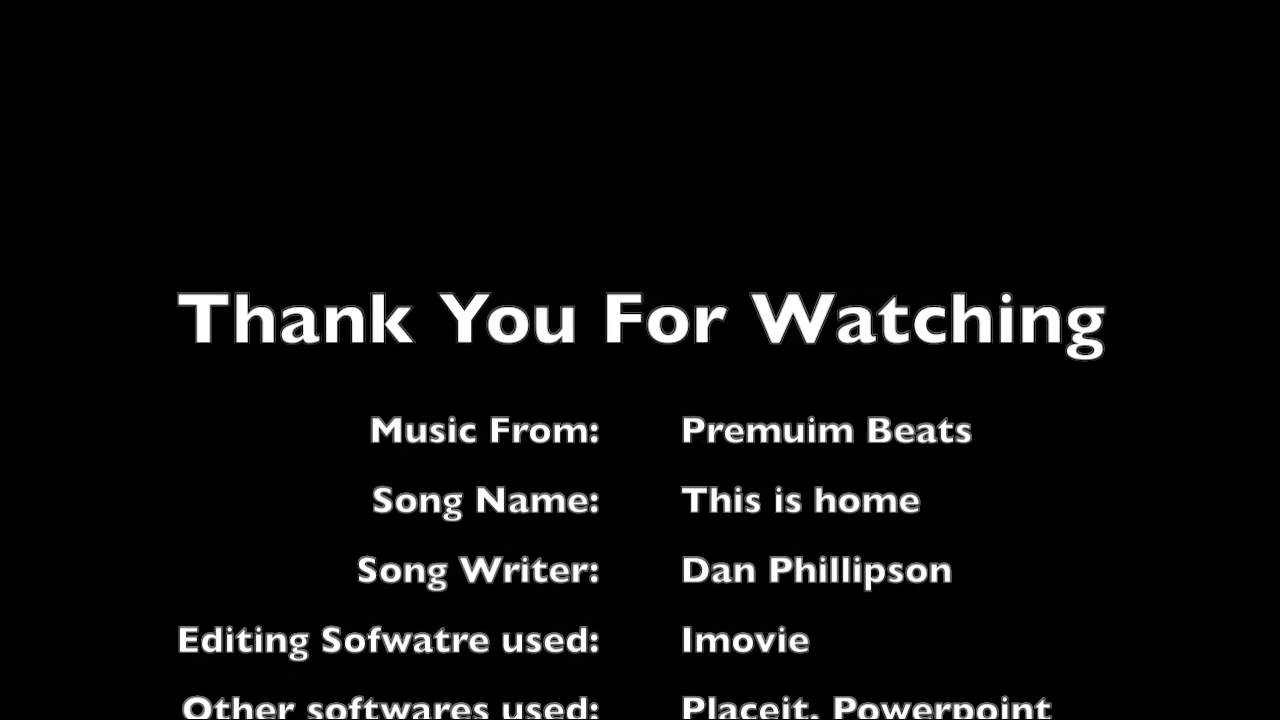 Thank You For Watching
Music From: Premuim Beats
Song Name: This is home
Song Writer: Dan Phillipson
Editing Sofwatre used: Imovie
Other softwares used: Placeit, Powerpoint